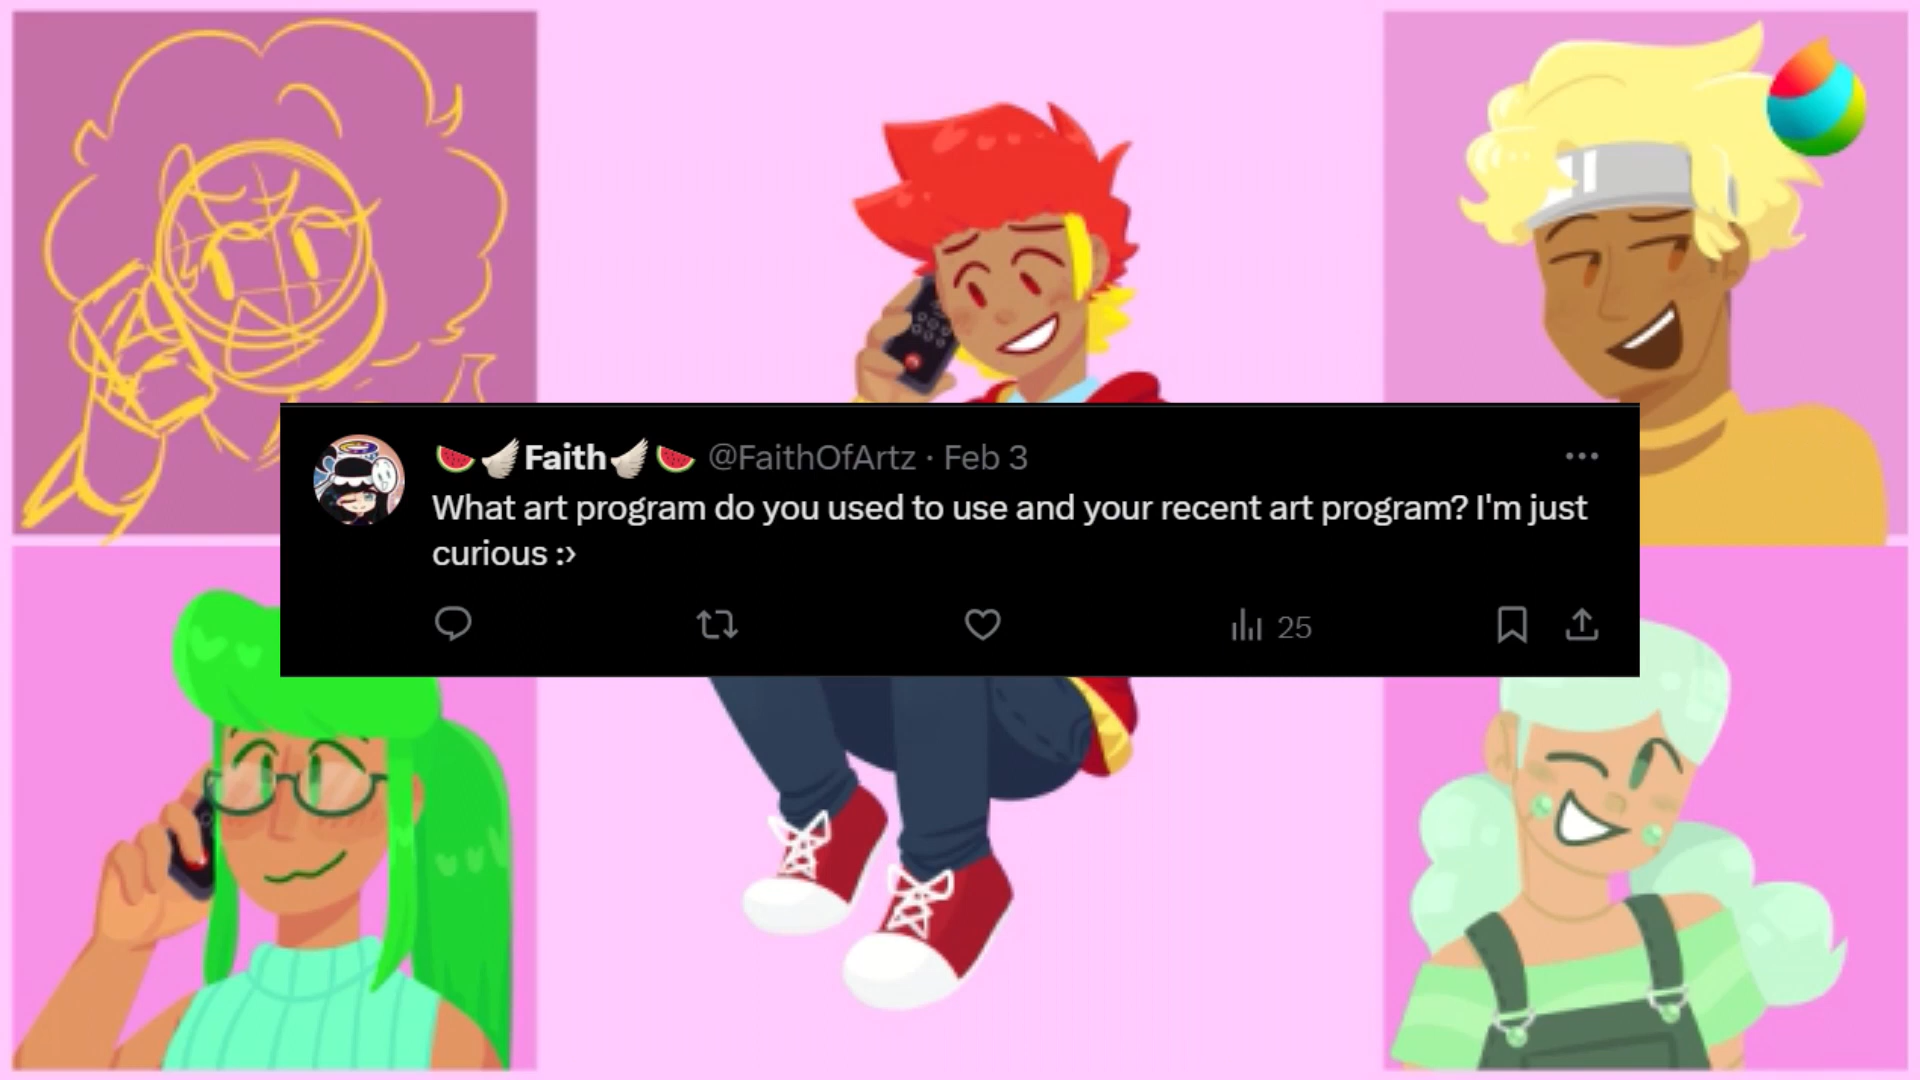 🍉🪽Faith🪽🍉 @FaithOfArtz · Feb 3
What art program do you used to use and your recent art program? I'm just
curious :>
25